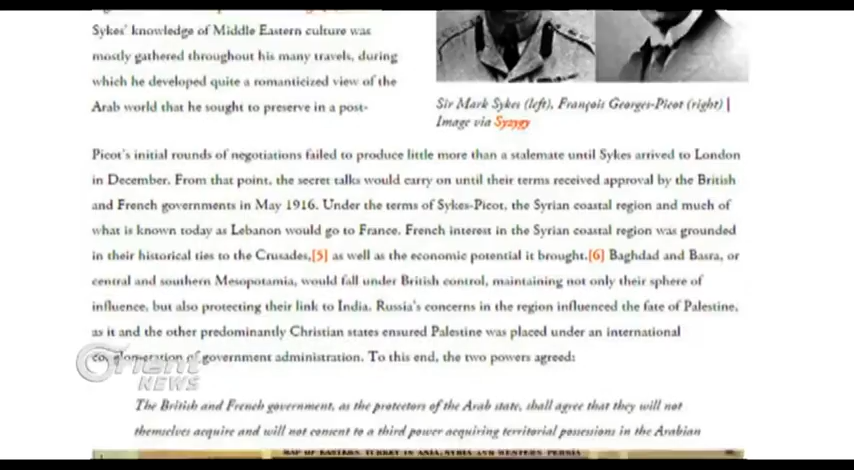 Sykes' knowledge of Middle Eastern culture was
mostly gathered throughout his many travels, during
which he developed quite a romanticized view of the
Arab world that he sought to preserve in a post-
Sir Mark Sykes (left), François Georges-Picot (right) |
Image via Syzygy
Picot's initial rounds of negotiations failed to produce little more than a stalemate until Sykes arrived to London
in December. From that point, the secret talks would carry on until their terms received approval by the British
and French governments in May 1916. Under the terms of Sykes-Picot, the Syrian coastal region and much of
what is known today as Lebanon would go to France. French interest in the Syrian coastal region was grounded
in their historical ties to the Crusades,[5] as well as the economic potential it brought.[6] Baghdad and Basra, or
central and southern Mesopotamia, would fall under British control, maintaining not only their sphere of
influence, but also protecting their link to India. Russia's concerns in the region influenced the fate of Palestine,
as it and the other predominantly Christian states ensured Palestine was placed under an international
conglomeration of government administration. To this end, the two powers agreed:
Orient
NEWS
The British and French government, as the protectors of the Arab state, shall agree that they will not
themselves acquire and will not consent to a third power acquiring territorial possessions in the Arabian
MAP OF EASTERN TURKEY IN ASIA, SYRIA AND WESTERN PERSIA